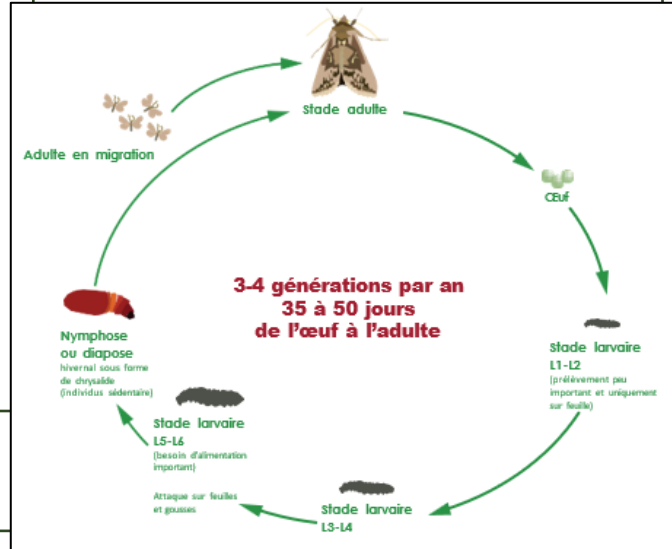 Stade adulte
Adulte en migration
Œuf
3-4 générations par an
35 à 50 jours
de l'œuf à l'adulte
Stade larvaire
L1-L2
(prélèvement peu
important et uniquement
sur feuille)
Stade larvaire
L3-L4
Stade larvaire
L5-L6
(besoin d'alimentation
important)
Attaque sur feuilles
et gousses
Nymphose
ou diapose
hivernal sous forme
de chrysalide
(individus sédentaire)